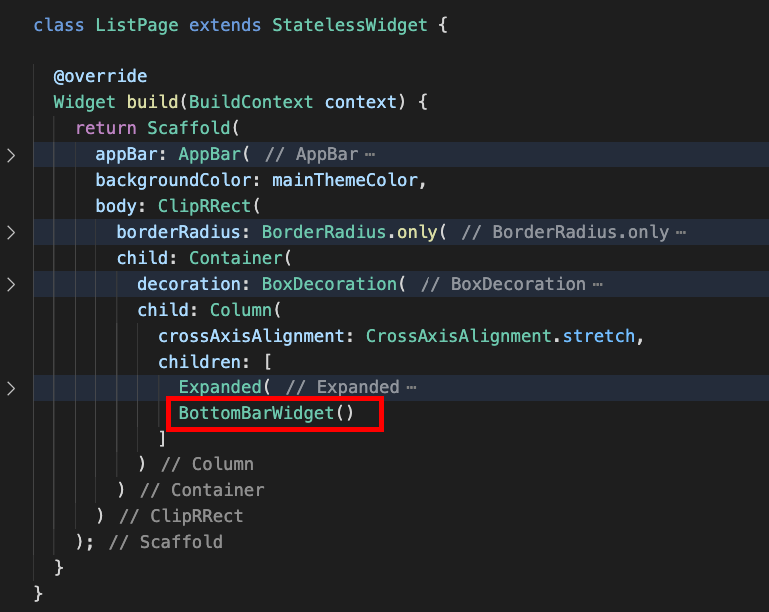 class ListPage extends StatelessWidget {
@override
Widget build(BuildContext context) {
return Scaffold(
appBar: AppBar( // AppBar ⋯
backgroundColor: mainThemeColor,
body: ClipRRect(
borderRadius: BorderRadius.only( // BorderRadius.only ⋯
child: Container(
decoration: BoxDecoration( // BoxDecoration ⋯
child: Column(
crossAxisAlignment: CrossAxisAlignment.stretch,
children: [
Expanded( // Expanded ⋯
BottomBarWidget()
]
) // Column
) // Container
) // ClipRRect
); // Scaffold
}
}